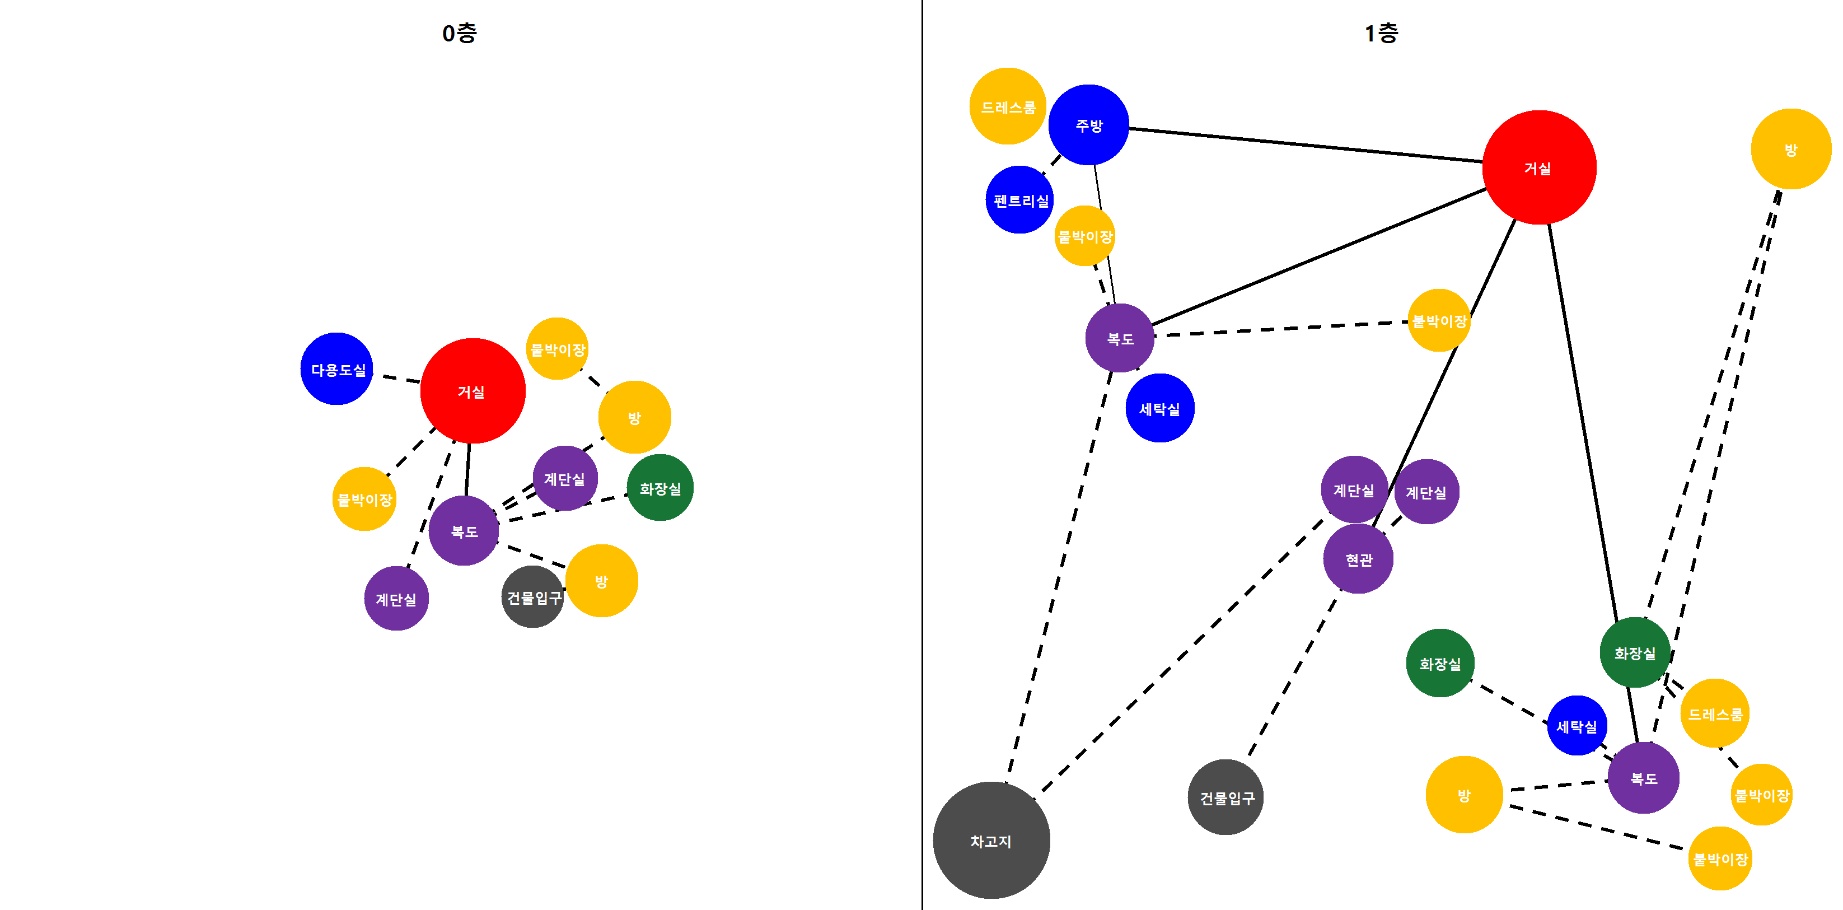 0층
붙박이장
다용도실
거실
방
계단실
화장실
붙박이장
복도
방
건물입구
계단실
1층
드레스룸
주방
방
거실
펜트리실
붙박이장
붙박이장
복도
세탁실
계단실
계단실
현관
화장실
화장실
드레스룸
세탁실
복도
방
붙박이장
건물입구
차고지
붙박이장